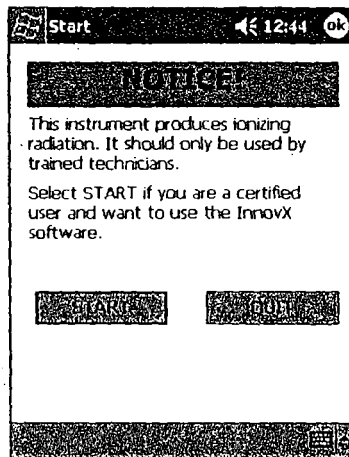 Start 12:44 ok
NOTICE!
This instrument produces ionizing
radiation. It should only be used by
trained technicians.
Select START if you are a certified
user and want to use the InnovX
software.
START QUIT